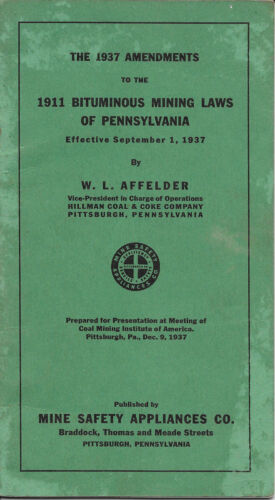 THE 1937 AMENDMENTS
TO THE
1911 BITUMINOUS MINING LAWS
OF PENNSYLVANIA
Effective September 1, 1937
By
W. L. AFFELDER
Vice-President in Charge of Operations
HILLMAN COAL & COKE COMPANY
PITTSBURGH, PENNSYLVANIA
MINE SAFETY
APPLIANCES CO.
Prepared for Presentation at Meeting of
Coal Mining Institute of America.
Pittsburgh, Pa., Dec. 9, 1937
Published by
MINE SAFETY APPLIANCES CO.
Braddock, Thomas and Meade Streets
PITTSBURGH, PENNSYLVANIA